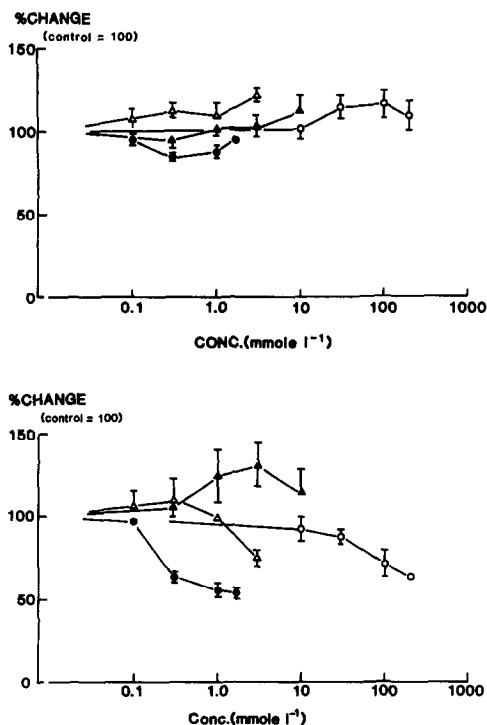 %CHANGE
(control = 100)
150
100
50
0
0.1 1.0 10 100 1000
CONC.(mmole l⁻¹)
%CHANGE
(control = 100)
150
100
50
0
0.1 1.0 10 100 1000
Conc.(mmole l⁻¹)